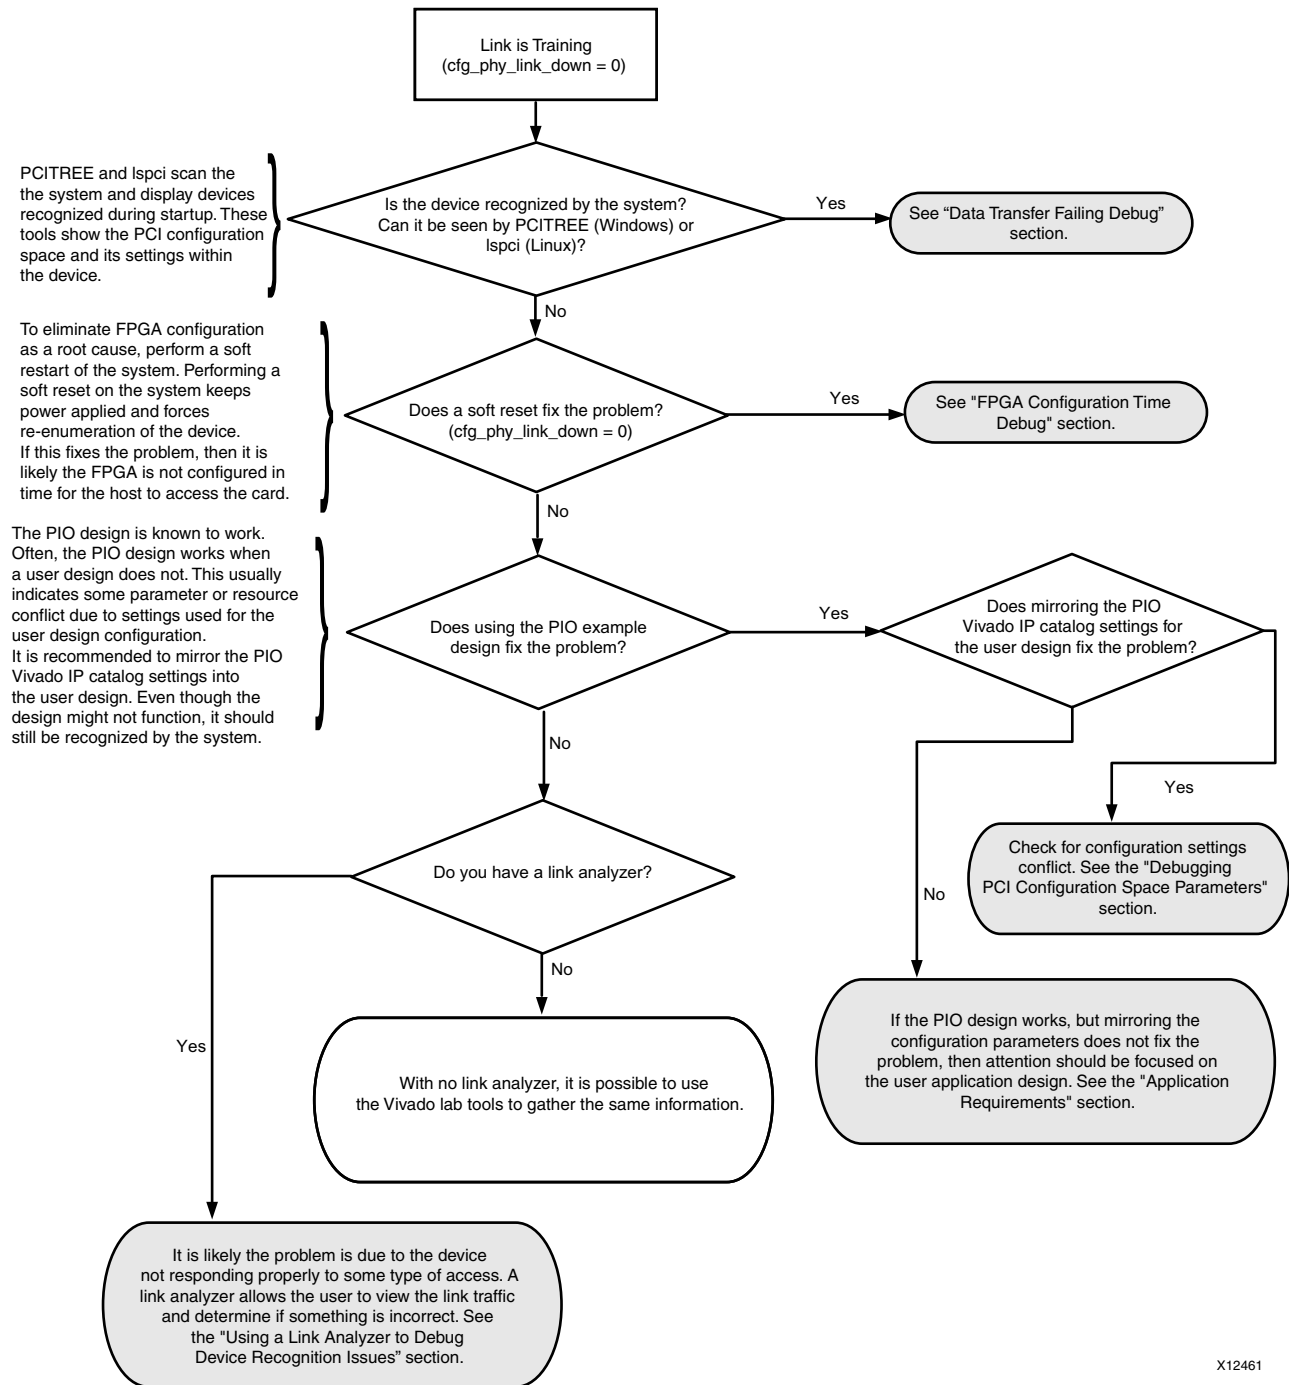 Link is Training
(cfg_phy_link_down = 0)
PCITREE and lspci scan the
the system and display devices
recognized during startup. These
tools show the PCI configuration
space and its settings within
the device.
Is the device recognized by the system?
Can it be seen by PCITREE (Windows) or
lspci (Linux)?
Yes
See “Data Transfer Failing Debug”
section.
No
To eliminate FPGA configuration
as a root cause, perform a soft
restart of the system. Performing a
soft reset on the system keeps
power applied and forces
re-enumeration of the device.
If this fixes the problem, then it is
likely the FPGA is not configured in
time for the host to access the card.
Does a soft reset fix the problem?
(cfg_phy_link_down = 0)
Yes
See "FPGA Configuration Time
Debug" section.
No
The PIO design is known to work.
Often, the PIO design works when
a user design does not. This usually
indicates some parameter or resource
conflict due to settings used for the
user design configuration.
It is recommended to mirror the PIO
Vivado IP catalog settings into
the user design. Even though the
design might not function, it should
still be recognized by the system.
Does using the PIO example
design fix the problem?
Yes
Does mirroring the PIO
Vivado IP catalog settings for
the user design fix the problem?
No
Yes
Check for configuration settings
conflict. See the "Debugging
PCI Configuration Space Parameters"
section.
Do you have a link analyzer?
No
No
If the PIO design works, but mirroring the
configuration parameters does not fix the
problem, then attention should be focused on
the user application design. See the "Application
Requirements" section.
Yes
With no link analyzer, it is possible to use
the Vivado lab tools to gather the same information.
It is likely the problem is due to the device
not responding properly to some type of access. A
link analyzer allows the user to view the link traffic
and determine if something is incorrect. See
the "Using a Link Analyzer to Debug
Device Recognition Issues” section.
X12461